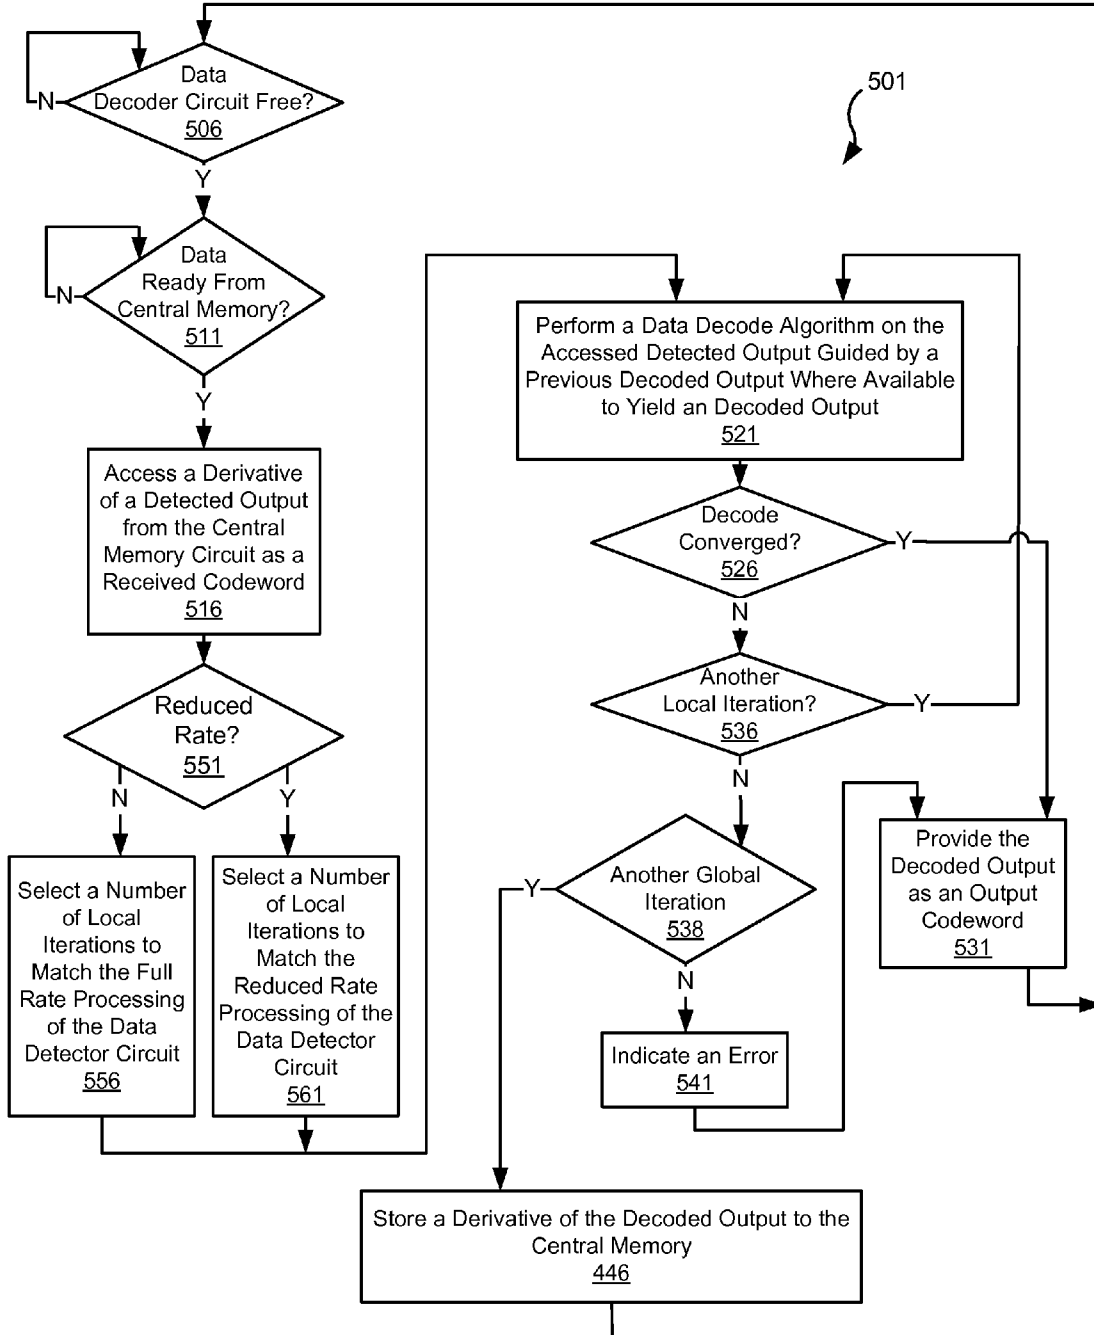 Data
Decoder Circuit Free?
506
N
Y
501
Data
Ready From
Central Memory?
511
N
Y
Access a Derivative
of a Detected Output
from the Central
Memory Circuit as a
Received Codeword
516
Reduced
Rate?
551
N
Y
Select a Number
of Local
Iterations to
Match the Full
Rate Processing
of the Data
Detector Circuit
556
Select a Number
of Local
Iterations to
Match the
Reduced Rate
Processing of the
Data Detector
Circuit
561
Perform a Data Decode Algorithm on the
Accessed Detected Output Guided by a
Previous Decoded Output Where Available
to Yield an Decoded Output
521
Decode
Converged?
526
Y
N
Another
Local Iteration?
536
Y
N
Another Global
Iteration
538
Y
N
Provide the
Decoded Output
as an Output
Codeword
531
Indicate an Error
541
Store a Derivative of the Decoded Output to the
Central Memory
446